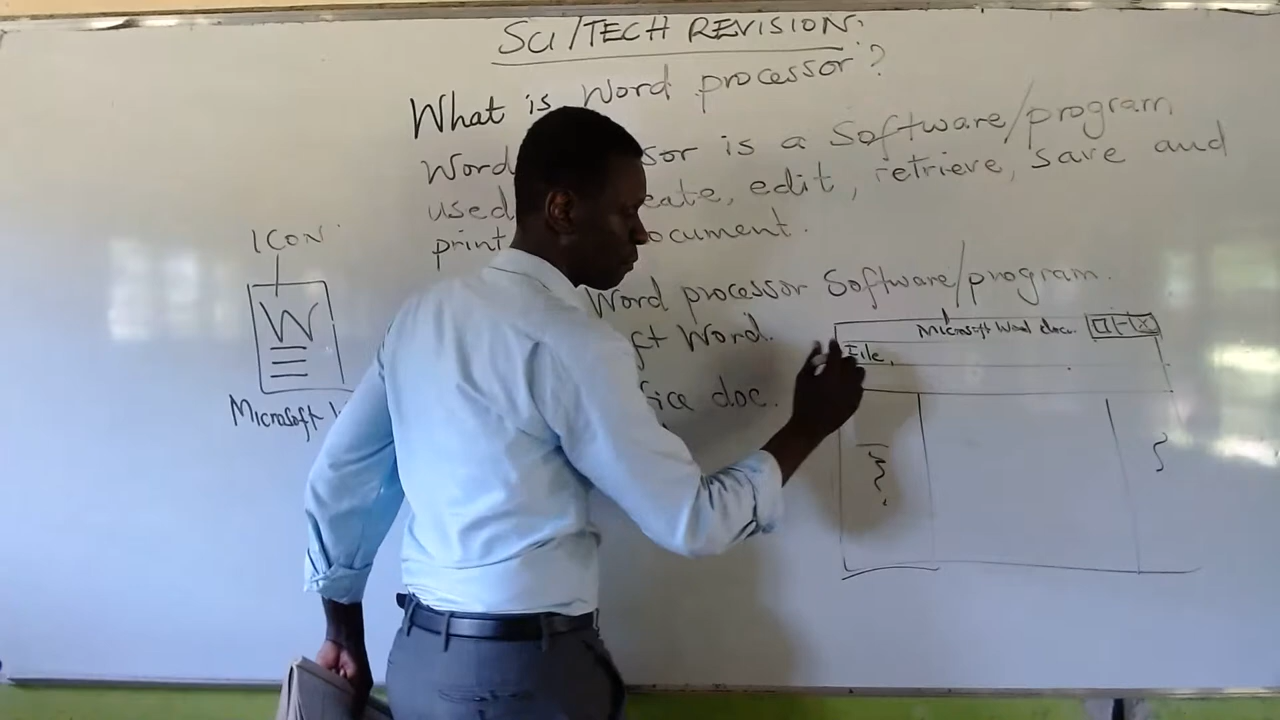 SCI/TECH REVISION.
What is Word processor?
Word sor is a Software/program
used eate, edit, retrieve, save and
print ocument.
ICON
W
Microsoft
Word processor Software/program.
ft Word.
fice doc.
Microsoft Word doc.
File